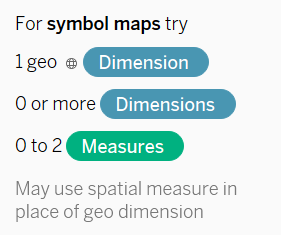 For symbol maps try
1 geo Dimension
0 or more Dimensions
0 to 2 Measures
May use spatial measure in
place of geo dimension